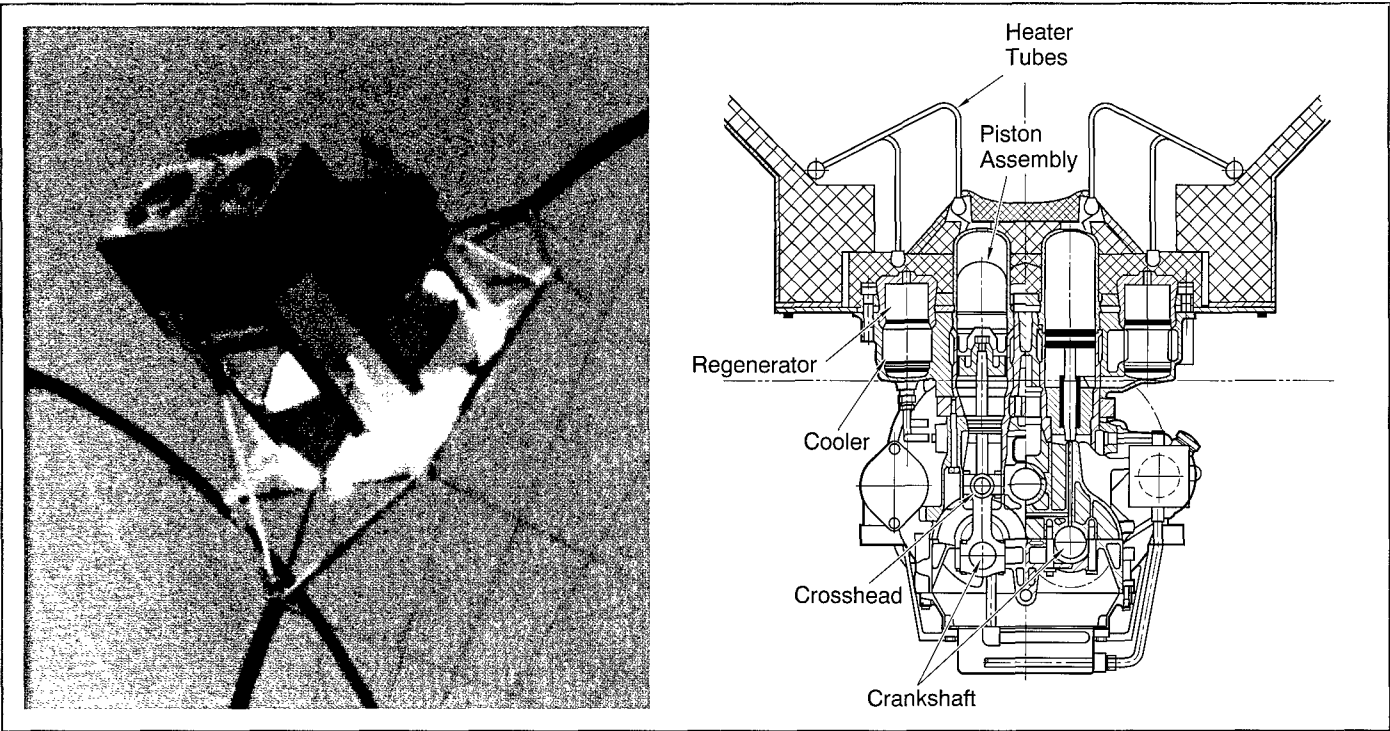 Heater
Tubes
Piston
Assembly
Regenerator
Cooler
Crosshead
Crankshaft